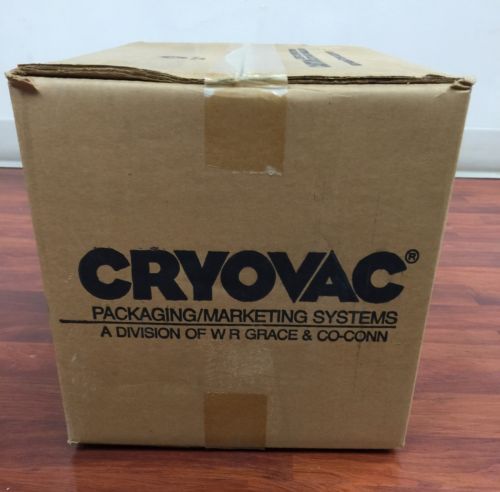 CRYOVAC®
PACKAGING/MARKETING SYSTEMS
A DIVISION OF W R GRACE & CO-CONN